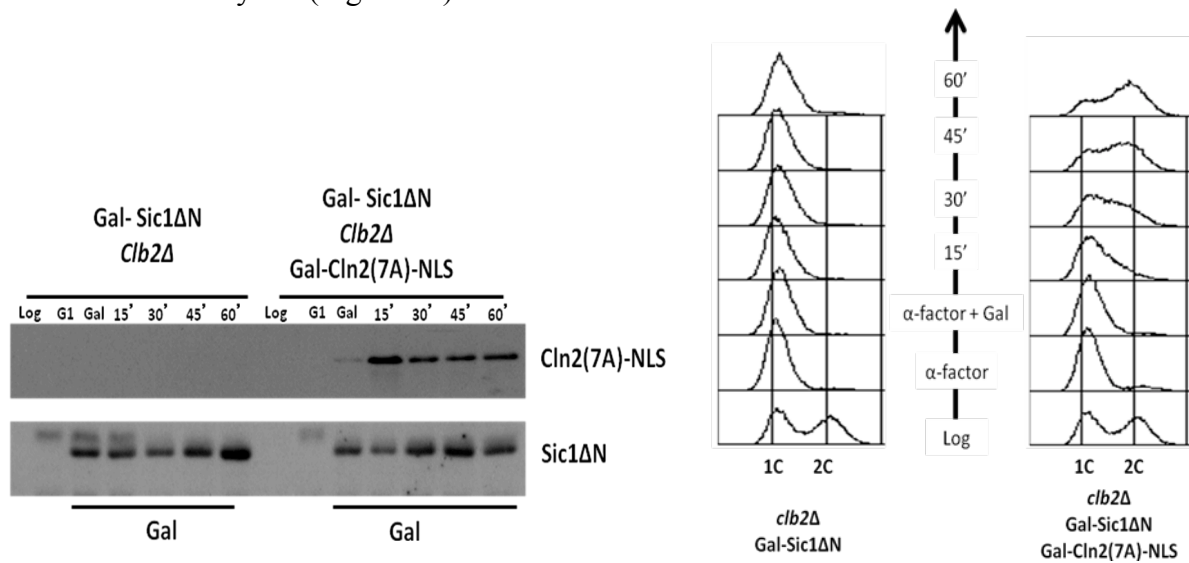 Gal- Sic1ΔN
Clb2Δ
Gal- Sic1ΔN
Clb2Δ
Gal-Cln2(7A)-NLS
Log G1 Gal 15’ 30’ 45’ 60’ Log G1 Gal 15’ 30’ 45’ 60’
Cln2(7A)-NLS
Sic1ΔN
Gal Gal
60’
45’
30’
15’
α-factor + Gal
α-factor
Log
1C 2C
clb2Δ
Gal-Sic1ΔN
1C 2C
clb2Δ
Gal-Sic1ΔN
Gal-Cln2(7A)-NLS